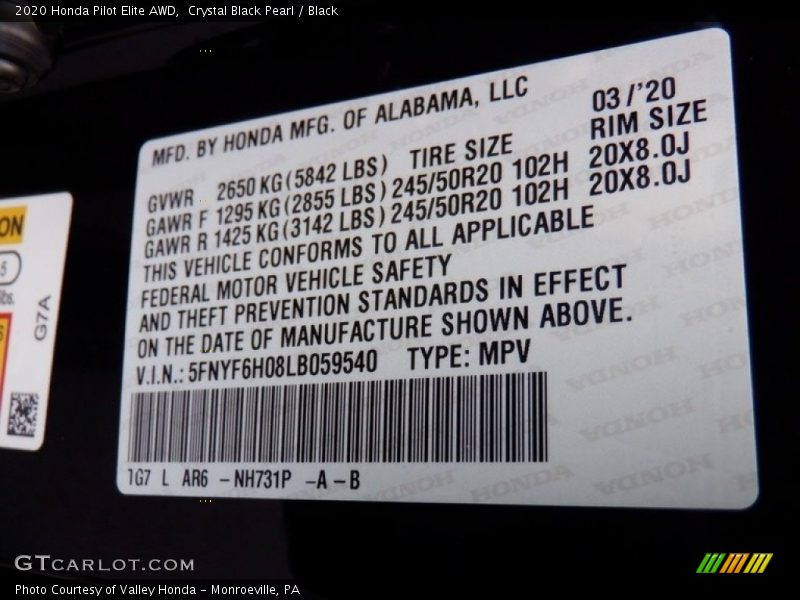 2020 Honda Pilot Elite AWD,  Crystal Black Pearl / Black
MFD. BY HONDA MFG. OF ALABAMA, LLC
03/'20
GVWR 2650 KG (5842 LBS) TIRE SIZE RIM SIZE
GAWR F 1295 KG (2855 LBS) 245/50R20 102H 20X8.0J
GAWR R 1425 KG (3142 LBS) 245/50R20 102H 20X8.0J
THIS VEHICLE CONFORMS TO ALL APPLICABLE
FEDERAL MOTOR VEHICLE SAFETY
AND THEFT PREVENTION STANDARDS IN EFFECT
ON THE DATE OF MANUFACTURE SHOWN ABOVE.
V.I.N.: 5FNYF6H08LB059540 TYPE: MPV
1G7 L AR6 - NH731P - A - B
ON
5
lbs.
G7A
GTCARLOT.COM
Photo Courtesy of Valley Honda - Monroeville, PA